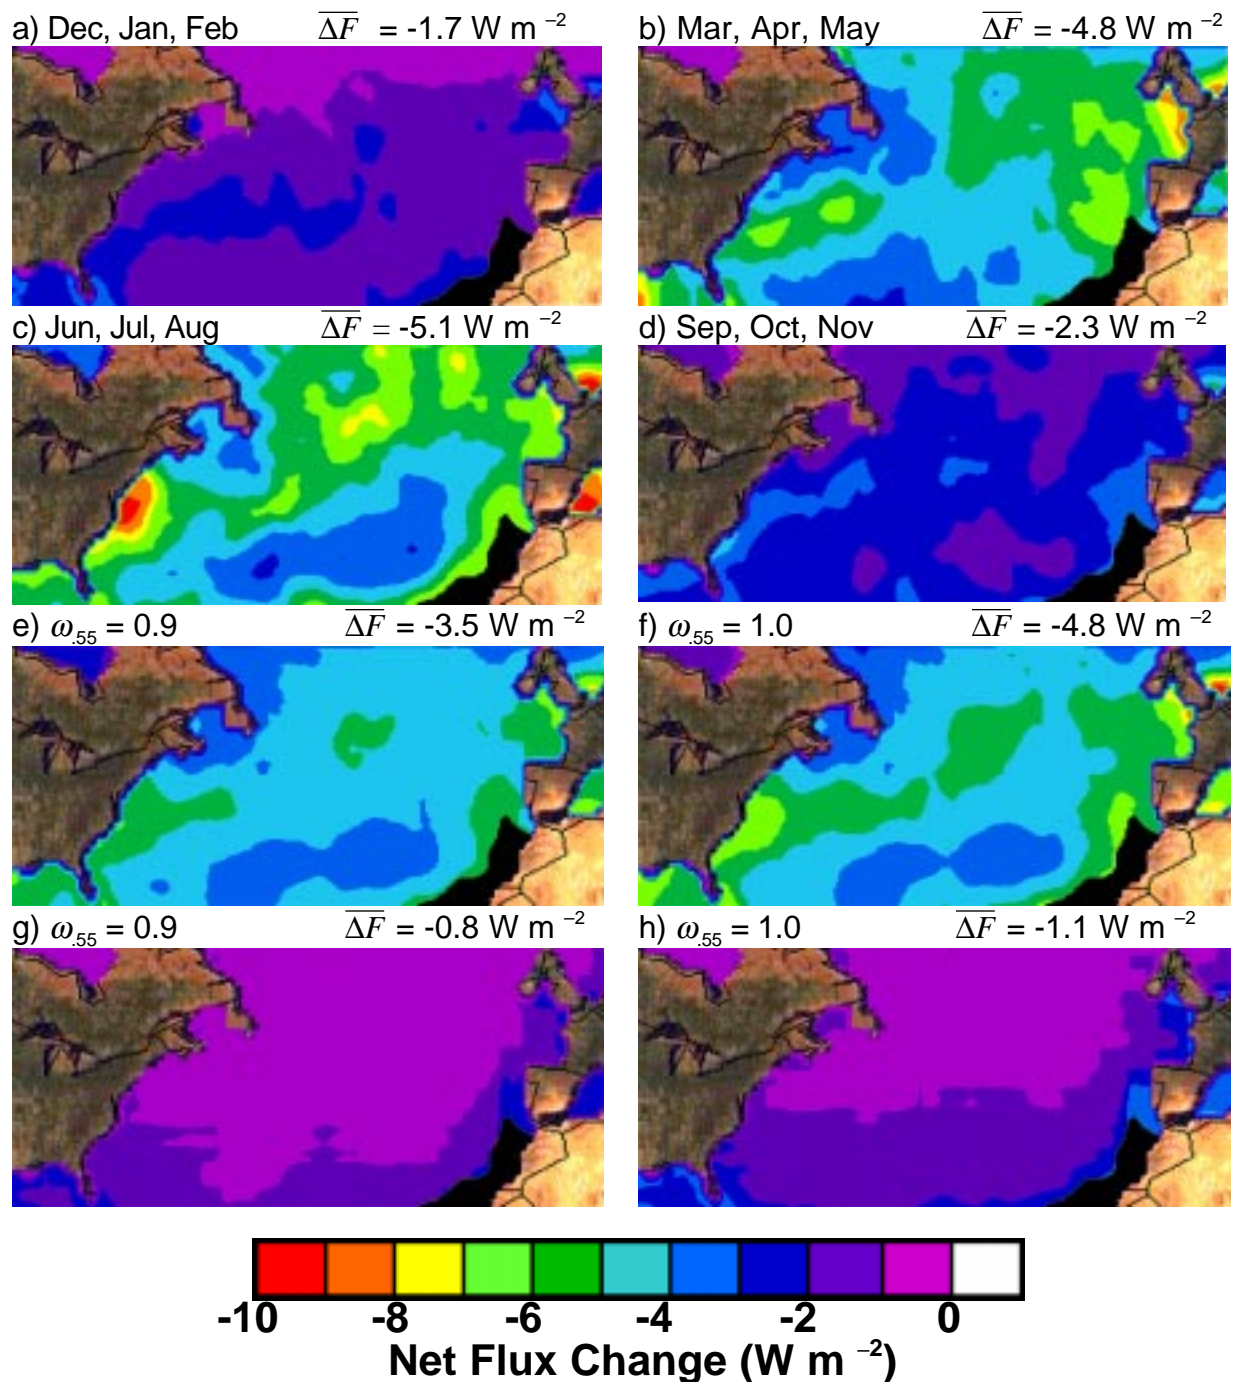 a) Dec, Jan, Feb ΔF̅ = -1.7 W m −2
b) Mar, Apr, May ΔF̅ = -4.8 W m −2
c) Jun, Jul, Aug ΔF̅ = -5.1 W m −2
d) Sep, Oct, Nov ΔF̅ = -2.3 W m −2
e) ω.55 = 0.9 ΔF̅ = -3.5 W m −2
f) ω.55 = 1.0 ΔF̅ = -4.8 W m −2
g) ω.55 = 0.9 ΔF̅ = -0.8 W m −2
h) ω.55 = 1.0 ΔF̅ = -1.1 W m −2
-10 -8 -6 -4 -2 0
Net Flux Change (W m −2)